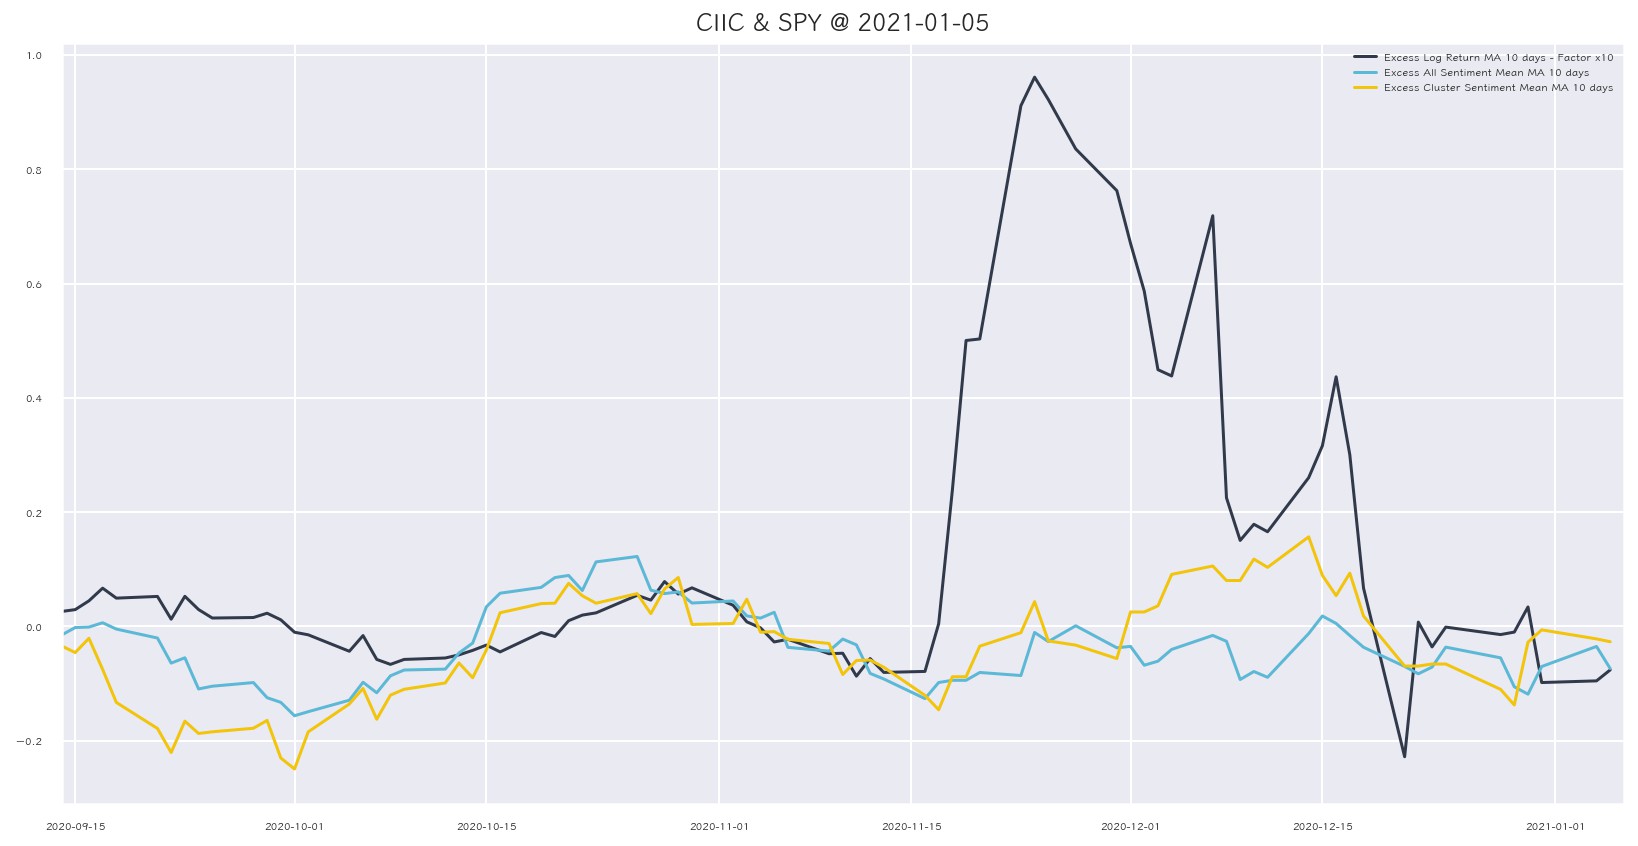 CIIC & SPY @ 2021-01-05
1.0
0.8
0.6
0.4
0.2
0.0
−0.2
Excess Log Return MA 10 days - Factor x10
Excess All Sentiment Mean MA 10 days
Excess Cluster Sentiment Mean MA 10 days
2020-09-15 2020-10-01 2020-10-15 2020-11-01 2020-11-15 2020-12-01 2020-12-15 2021-01-01